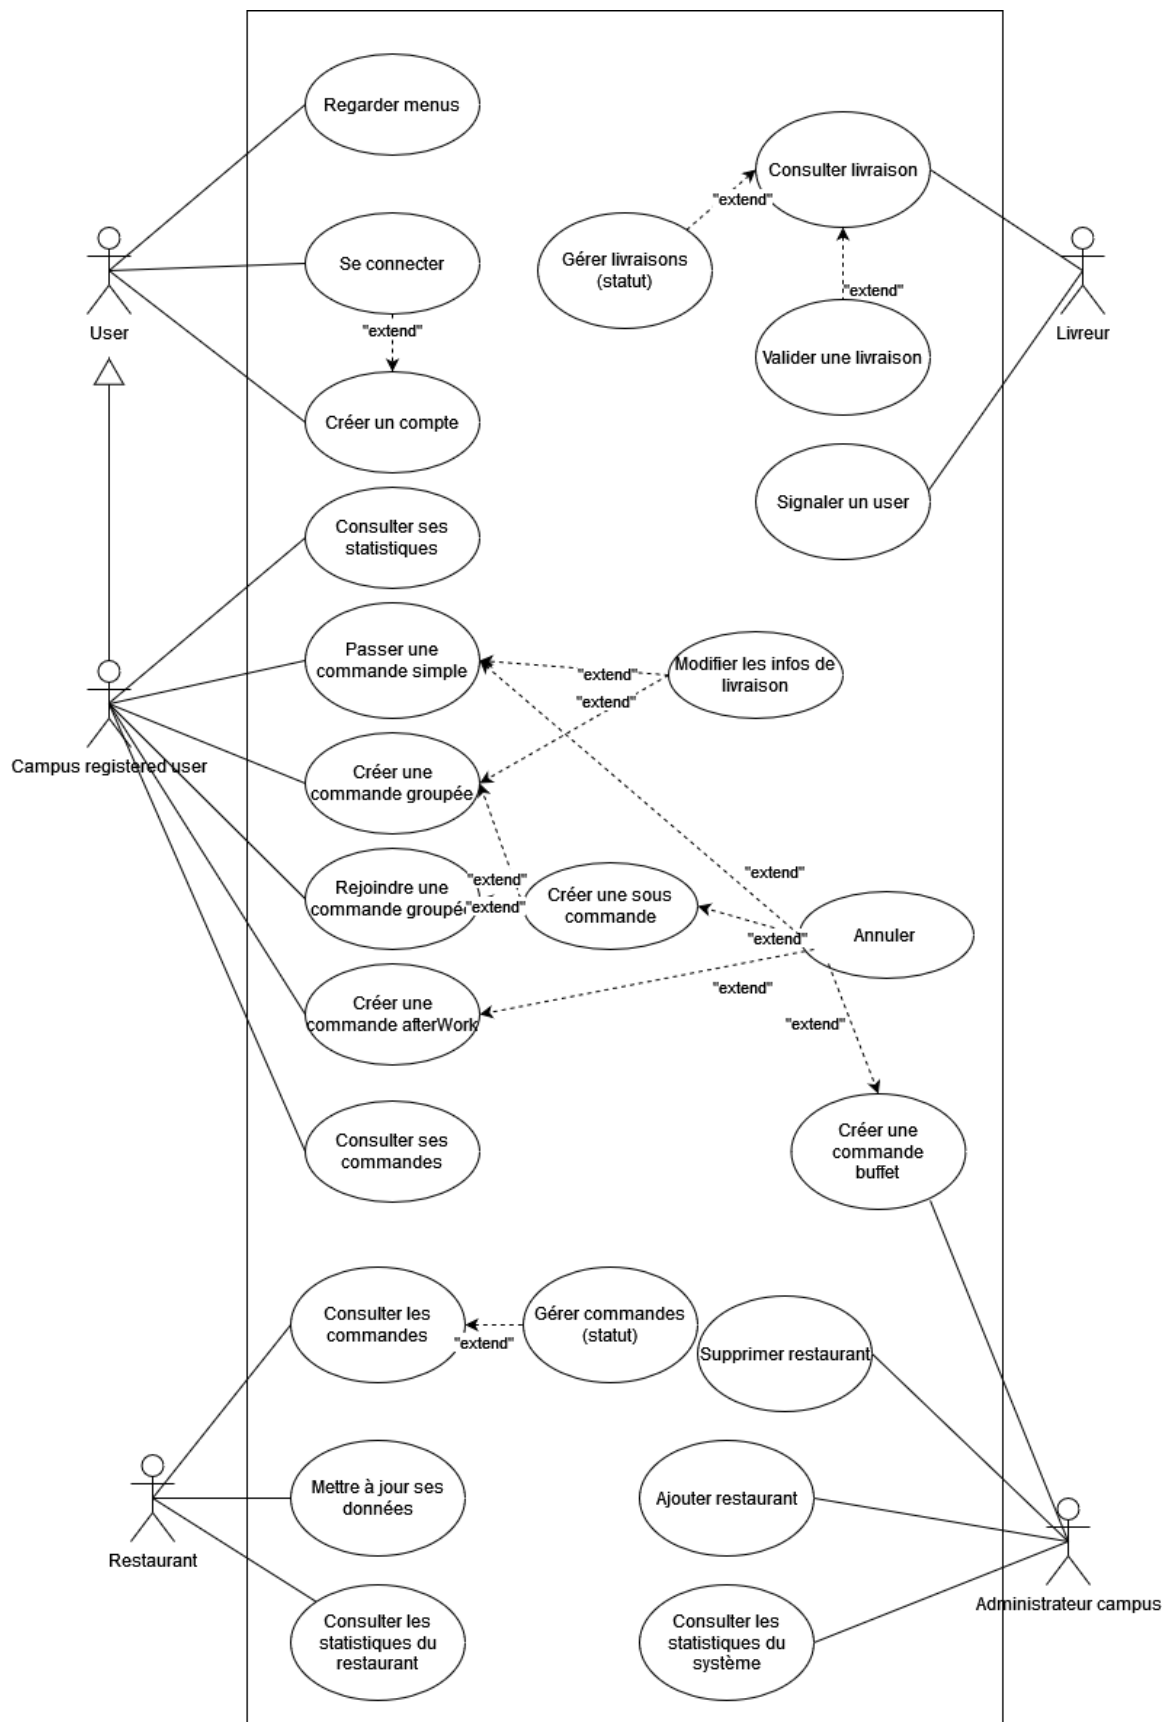 Regarder menus
Consulter livraison
"extend"
Gérer livraisons
(statut)
Se connecter
User
Livreur
"extend"
"extend"
Valider une livraison
Créer un compte
Signaler un user
Consulter ses
statistiques
Passer une
commande simple
"extend"
Modifier les infos de
livraison
"extend"
Campus registered user
Créer une
commande groupée
Rejoindre une
commande groupée
"extend"
"extend"
Créer une sous
commande
"extend"
"extend"
Annuler
Créer une
commande afterWork
"extend"
"extend"
Consulter ses
commandes
Créer une
commande
buffet
Consulter les
commandes
"extend"
Gérer commandes
(statut)
Supprimer restaurant
Mettre à jour ses
données
Ajouter restaurant
Restaurant
Administrateur campus
Consulter les
statistiques du
restaurant
Consulter les
statistiques du
système